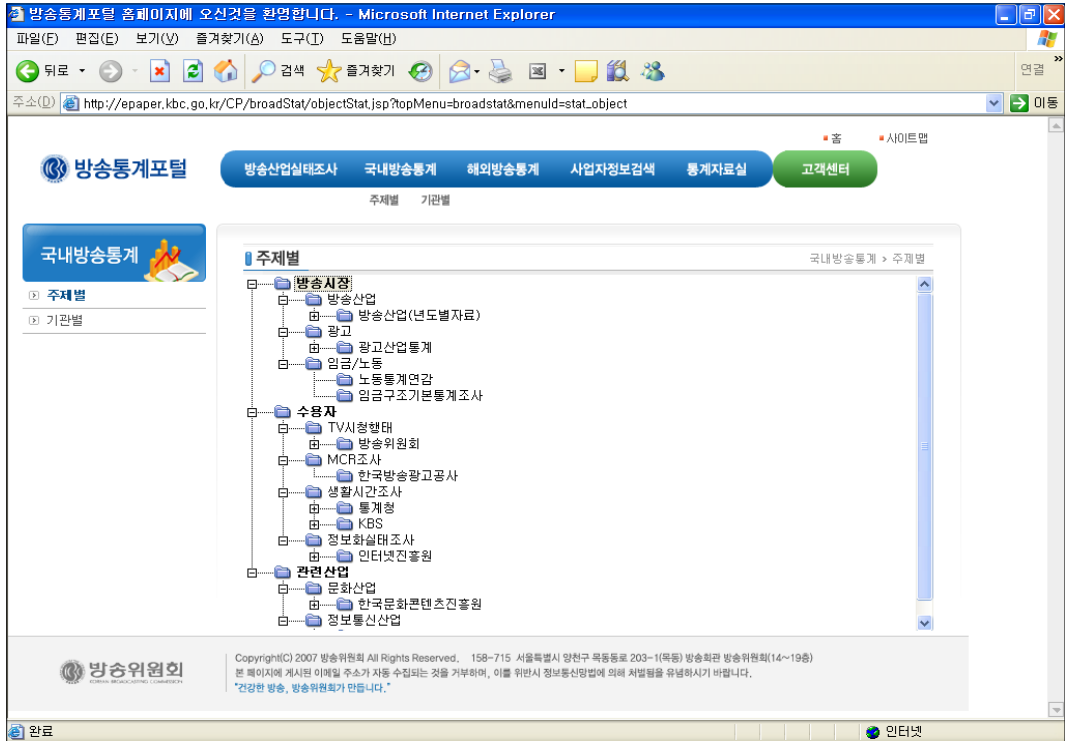 방송통계포털 홈페이지에 오신것을 환영합니다. - Microsoft Internet Explorer
파일(F) 편집(E) 보기(V) 즐겨찾기(A) 도구(T) 도움말(H)
뒤로 검색 즐겨찾기 연결
주소(D) http://epaper.kbc.go.kr/CP/broadStat/objectStat.jsp?topMenu=broadstat&menuId=stat_object 이동
홈 사이트맵
방송통계포털 방송산업실태조사 국내방송통계 해외방송통계 사업자정보검색 통계자료실 고객센터
주제별 기관별
국내방송통계
주제별
기관별
주제별 국내방송통계 > 주제별
방송시장
방송산업
방송산업(년도별자료)
광고
광고산업통계
임금/노동
노동통계연감
임금구조기본통계조사
수용자
TV시청행태
방송위원회
MCR조사
한국방송광고공사
생활시간조사
통계청
KBS
정보화실태조사
인터넷진흥원
관련산업
문화산업
한국문화콘텐츠진흥원
정보통신산업
방송위원회
KOREAN BROADCASTING COMMISSION
Copyright(C) 2007 방송위원회 All Rights Reserved. 158-715 서울특별시 양천구 목동동로 203-1(목동) 방송회관 방송위원회(14~19층)
본 페이지에 게시된 이메일 주소가 자동 수집되는 것을 거부하며, 이를 위반시 정보통신망법에 의해 처벌됨을 유념하시기 바랍니다.
"건강한 방송, 방송위원회가 만듭니다."
완료 인터넷